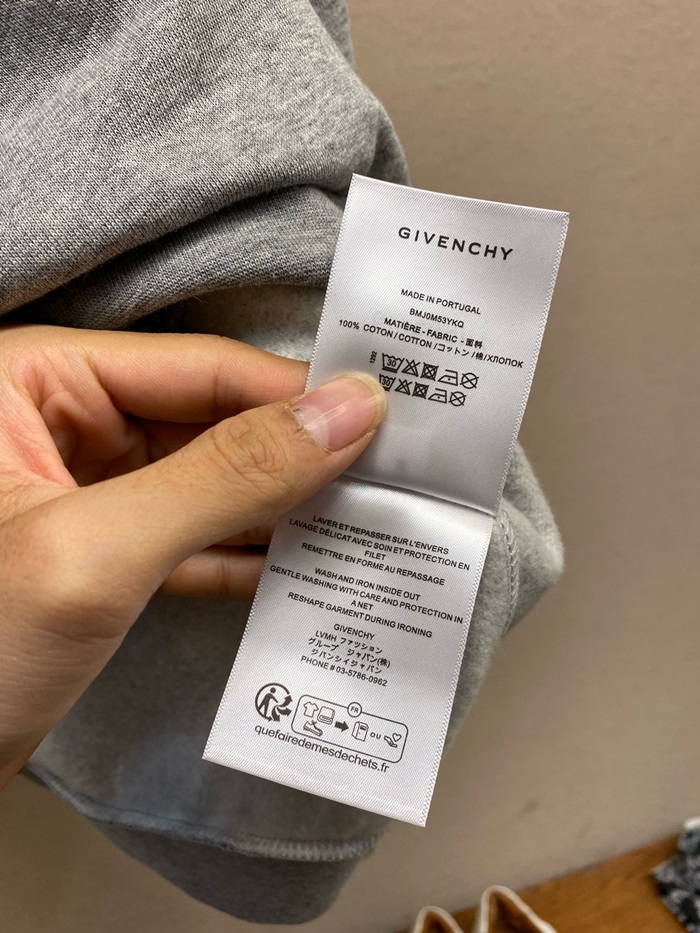 GIVENCHY
MADE IN PORTUGAL
BMJ0M53YKQ
MATIÈRE - FABRIC - 面料
100% COTON / COTTON /コットン /棉/ХЛОПОК
30
30
LAVER ET REPASSER SUR L'ENVERS
LAVAGE DÉLICAT AVEC SOIN ET PROTECTION EN
FILET
REMETTRE EN FORME AU REPASSAGE
WASH AND IRON INSIDE OUT
GENTLE WASHING WITH CARE AND PROTECTION IN
A NET
RESHAPE GARMENT DURING IRONING
GIVENCHY
LVMH ファッション
グループ ジャパン(株)
ジバンシイジャパン
PHONE # 03-5786-0962
FR
OU
quefairedemesdechets.fr